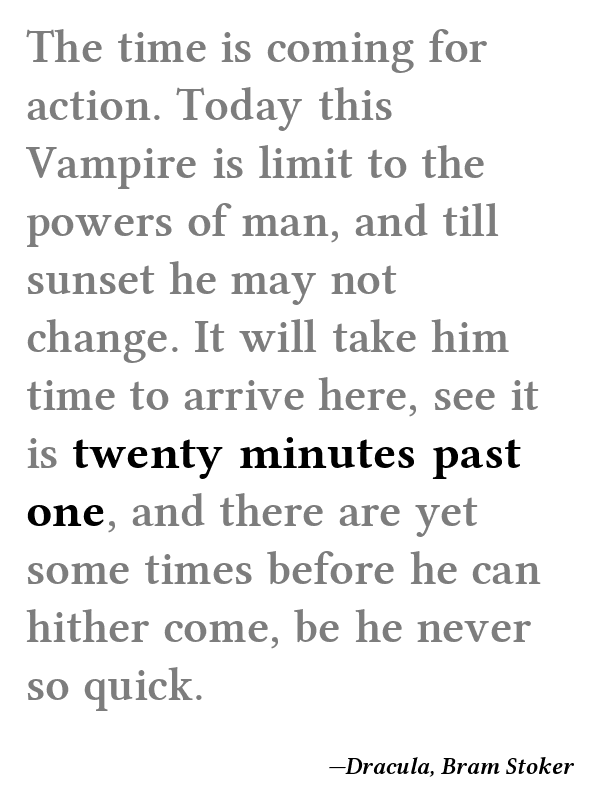 The time is coming for
action. Today this
Vampire is limit to the
powers of man, and till
sunset he may not
change. It will take him
time to arrive here, see it
is twenty minutes past
one, and there are yet
some times before he can
hither come, be he never
so quick.
—Dracula, Bram Stoker